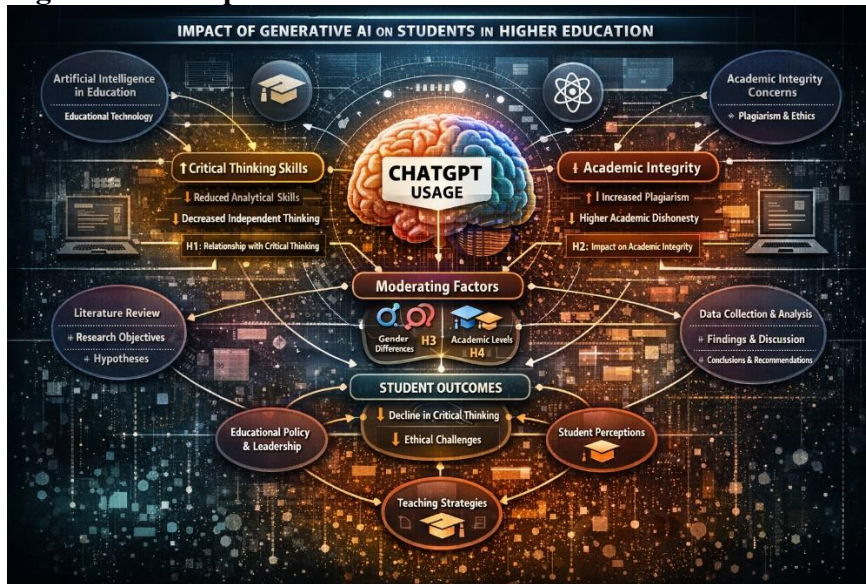 IMPACT OF GENERATIVE AI ON STUDENTS IN HIGHER EDUCATION
Artificial Intelligence
in Education
Educational Technology
Academic Integrity
Concerns
Plagiarism & Ethics
CHATGPT
USAGE
↑ Critical Thinking Skills
↓ Reduced Analytical Skills
↓ Decreased Independent Thinking
H1: Relationship with Critical Thinking
Academic Integrity
↑ Increased Plagiarism
↓ Higher Academic Dishonesty
H2: Impact on Academic Integrity
Moderating Factors
Gender
Differences
H3
Academic Levels
H4
Literature Review
Research Objectives
Hypotheses
Data Collection & Analysis
Findings & Discussion
Conclusions & Recommendations
STUDENT OUTCOMES
↓ Decline in Critical Thinking
↓ Ethical Challenges
Educational Policy
& Leadership
Student Perceptions
Teaching Strategies